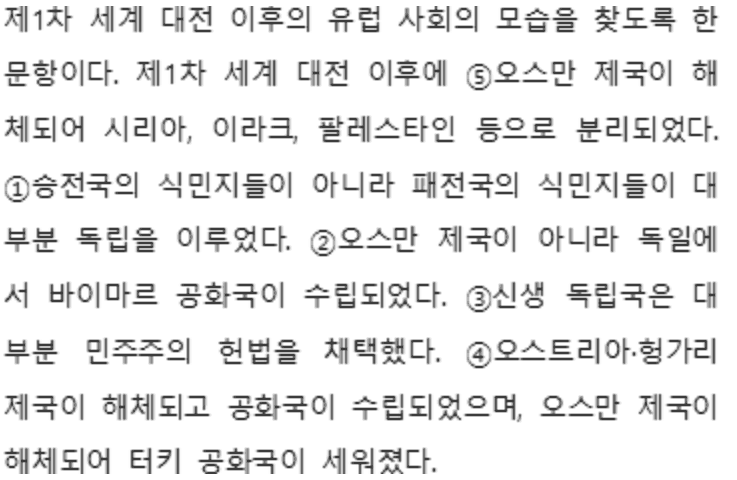 제1차 세계 대전 이후의 유럽 사회의 모습을 찾도록 한
문항이다. 제1차 세계 대전 이후에 ⑤오스만 제국이 해
체되어 시리아, 이라크, 팔레스타인 등으로 분리되었다.
①승전국의 식민지들이 아니라 패전국의 식민지들이 대
부분 독립을 이루었다. ②오스만 제국이 아니라 독일에
서 바이마르 공화국이 수립되었다. ③신생 독립국은 대
부분 민주주의 헌법을 채택했다. ④오스트리아·헝가리
제국이 해체되고 공화국이 수립되었으며, 오스만 제국이
해체되어 터키 공화국이 세워졌다.